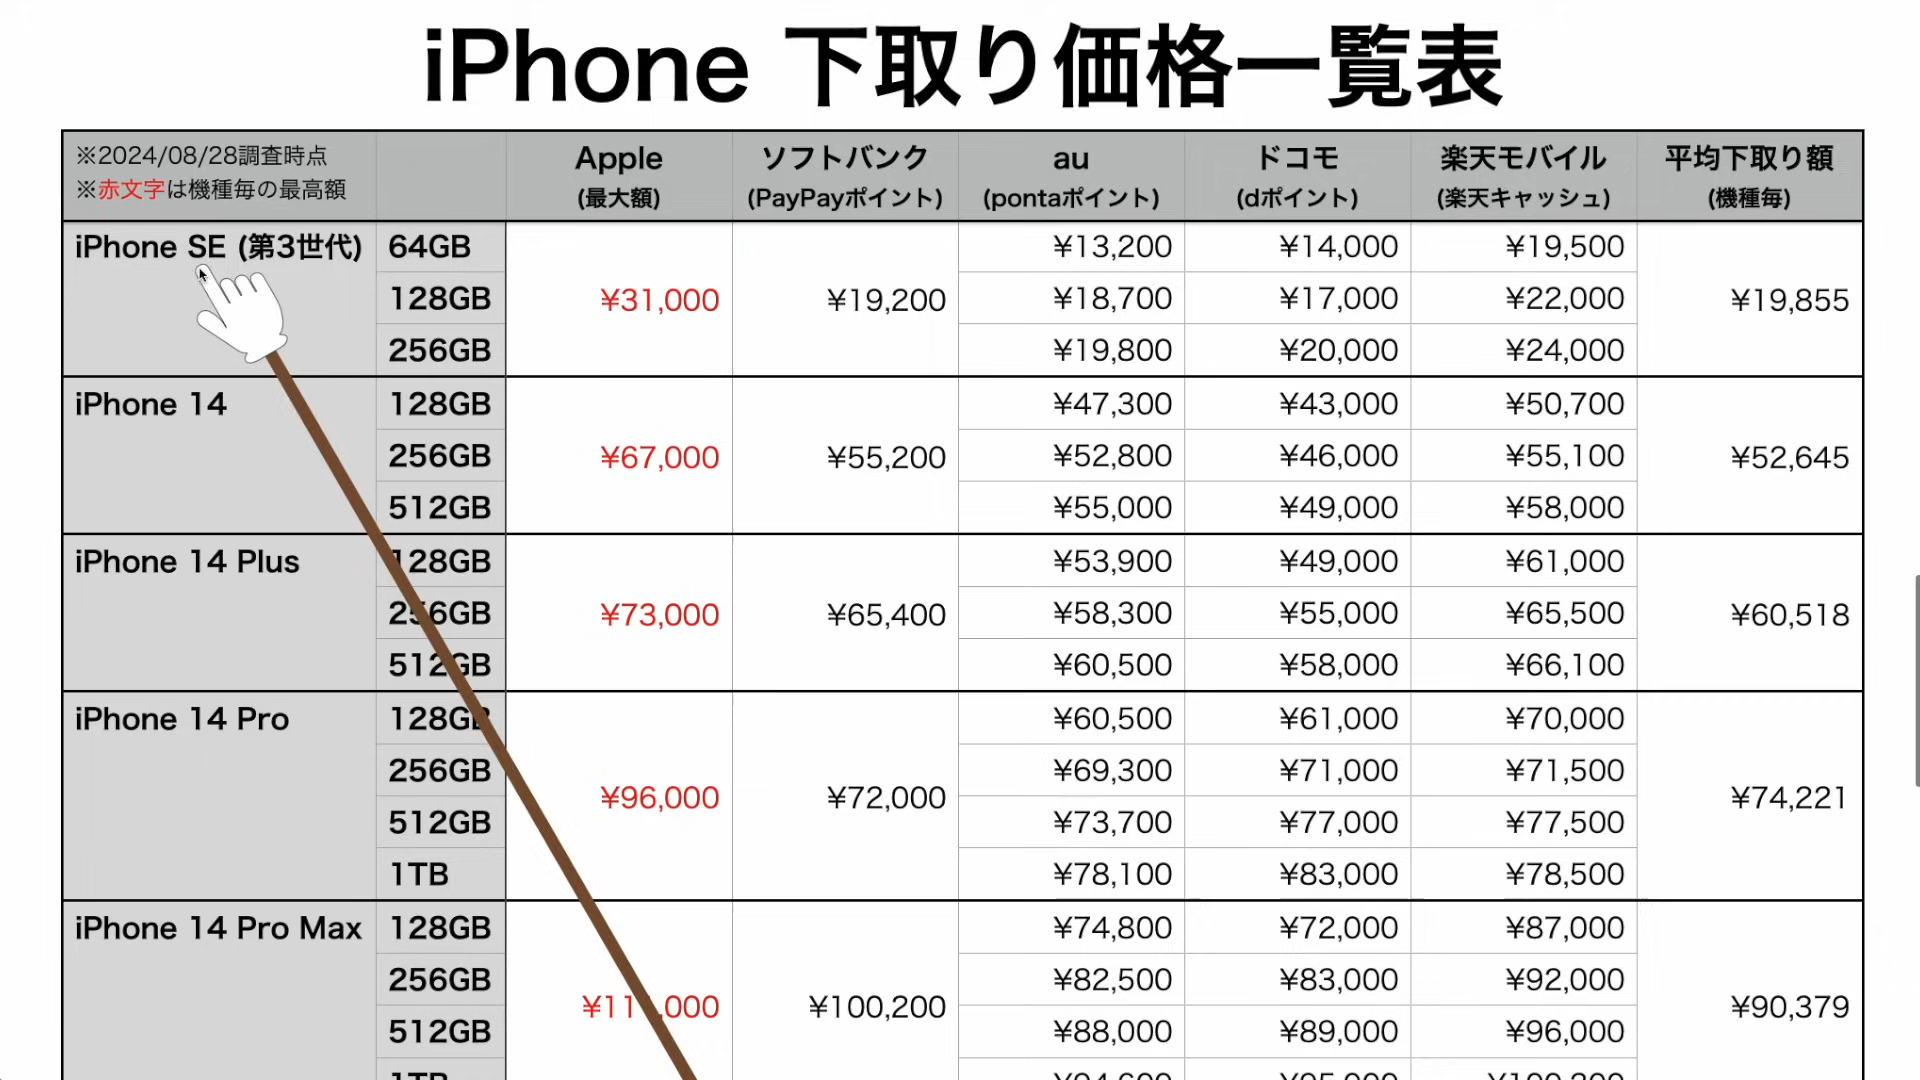 iPhone 下取り価格一覧表
※2024/08/28調査時点
※赤文字は機種毎の最高額
Apple
(最大額)
ソフトバンク
(PayPayポイント)
au
(pontaポイント)
ドコモ
(dポイント)
楽天モバイル
(楽天キャッシュ)
平均下取り額
(機種毎)
iPhone SE (第3世代) 64GB ¥13,200 ¥14,000 ¥19,500
128GB ¥31,000 ¥19,200 ¥18,700 ¥17,000 ¥22,000 ¥19,855
256GB ¥19,800 ¥20,000 ¥24,000
iPhone 14 128GB ¥47,300 ¥43,000 ¥50,700
256GB ¥67,000 ¥55,200 ¥52,800 ¥46,000 ¥55,100 ¥52,645
512GB ¥55,000 ¥49,000 ¥58,000
iPhone 14 Plus 128GB ¥53,900 ¥49,000 ¥61,000
256GB ¥73,000 ¥65,400 ¥58,300 ¥55,000 ¥65,500 ¥60,518
512GB ¥60,500 ¥58,000 ¥66,100
iPhone 14 Pro 128GB ¥60,500 ¥61,000 ¥70,000
256GB ¥69,300 ¥71,000 ¥71,500
¥96,000 ¥72,000 ¥74,221
512GB ¥73,700 ¥77,000 ¥77,500
1TB ¥78,100 ¥83,000 ¥78,500
iPhone 14 Pro Max 128GB ¥74,800 ¥72,000 ¥87,000
256GB ¥82,500 ¥83,000 ¥92,000
¥100,200 ¥90,379
512GB ¥88,000 ¥89,000 ¥96,000
1TB